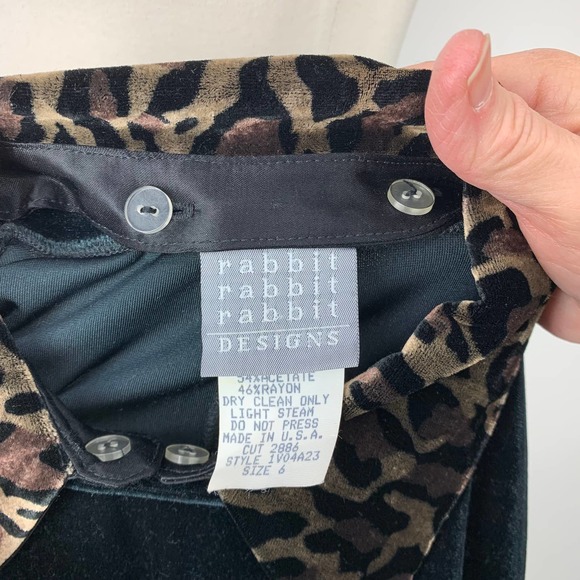 rabbit
rabbit
rabbit
DESIGNS
54%ACETATE
46%RAYON
DRY CLEAN ONLY
LIGHT STEAM
DO NOT PRESS
MADE IN U.S.A.
CUT 2886
STYLE 1V04A23
SIZE 6